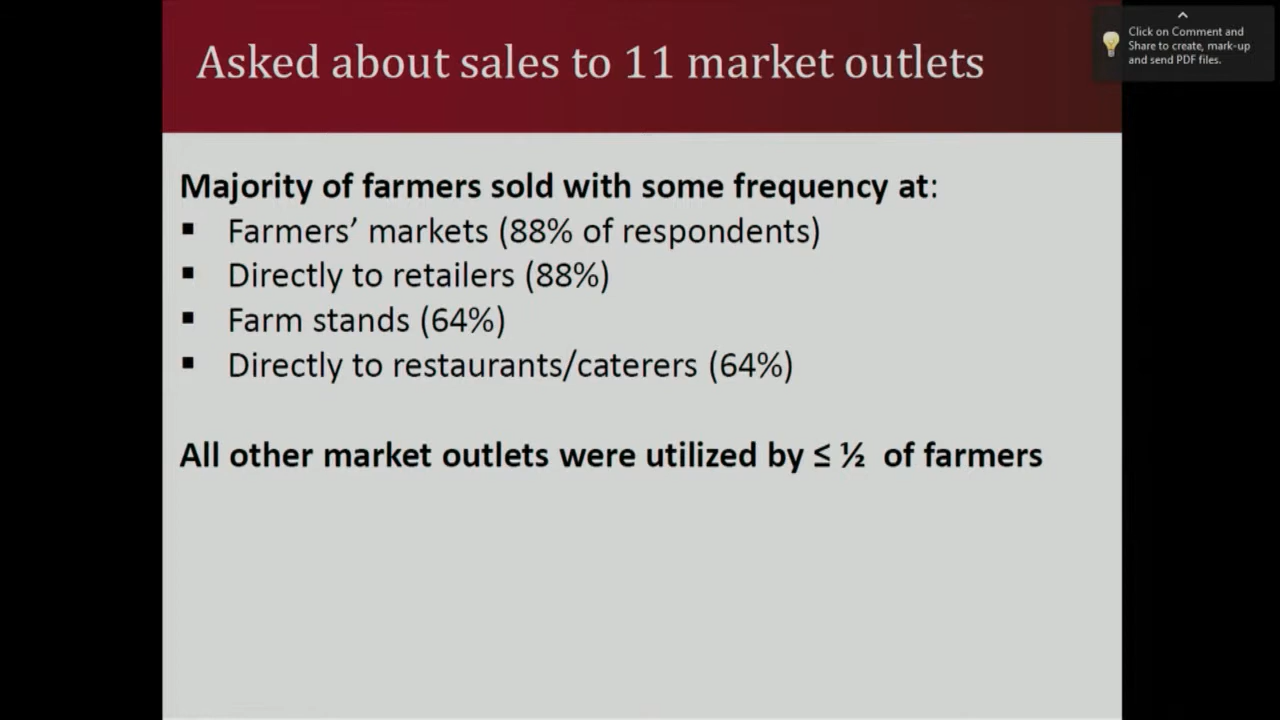 Asked about sales to 11 market outlets
Click on Comment and
Share to create, mark-up
and send PDF files.
Majority of farmers sold with some frequency at:
▪ Farmers’ markets (88% of respondents)
▪ Directly to retailers (88%)
▪ Farm stands (64%)
▪ Directly to restaurants/caterers (64%)
All other market outlets were utilized by ≤ ½ of farmers